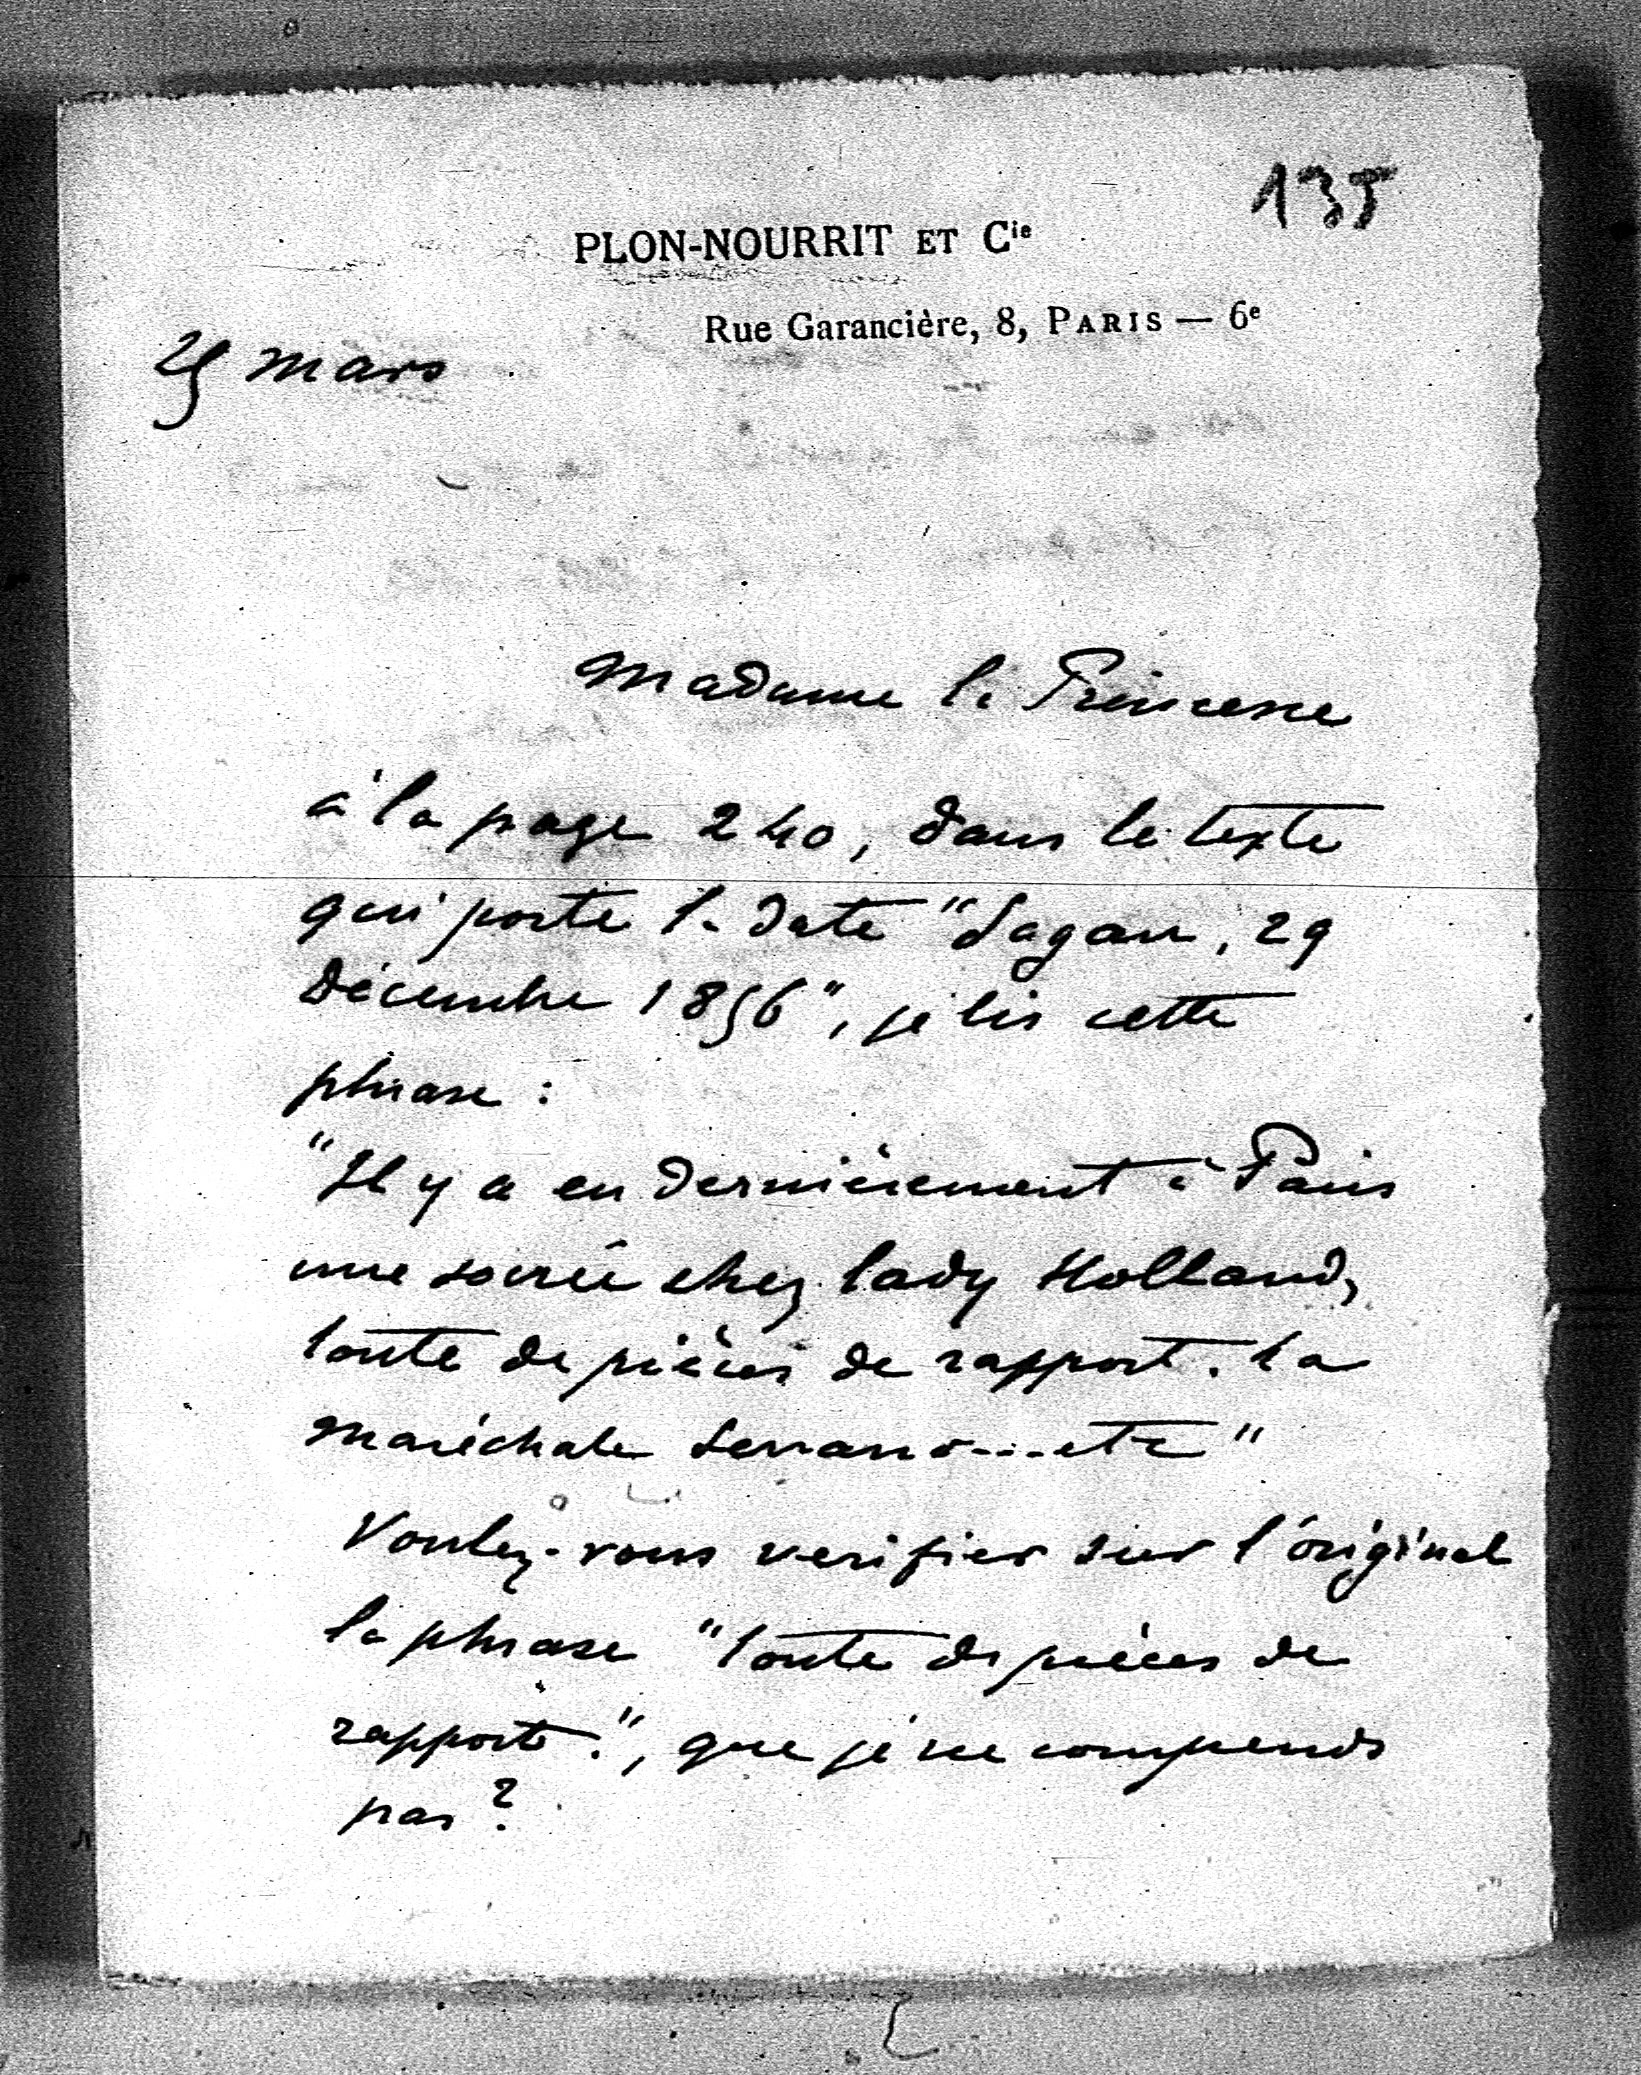 135
PLON-NOURRIT ET Cie
Rue Garancière, 8, PARIS — 6e
25 mars
Madame la Princesse
à la page 240, dans le texte
qui porte la date "Sagan, 29
décembre 1856", je lis cette
phrase :
"Il y a eu dernièrement à Paris
une soirée chez lady Holland,
toute de pièces de rapport. La
Maréchale Serrano...etc"
Voulez-vous verifier sur l'original
la phrase "toute de pièces de
rapport.", que je ne comprends
pas ?